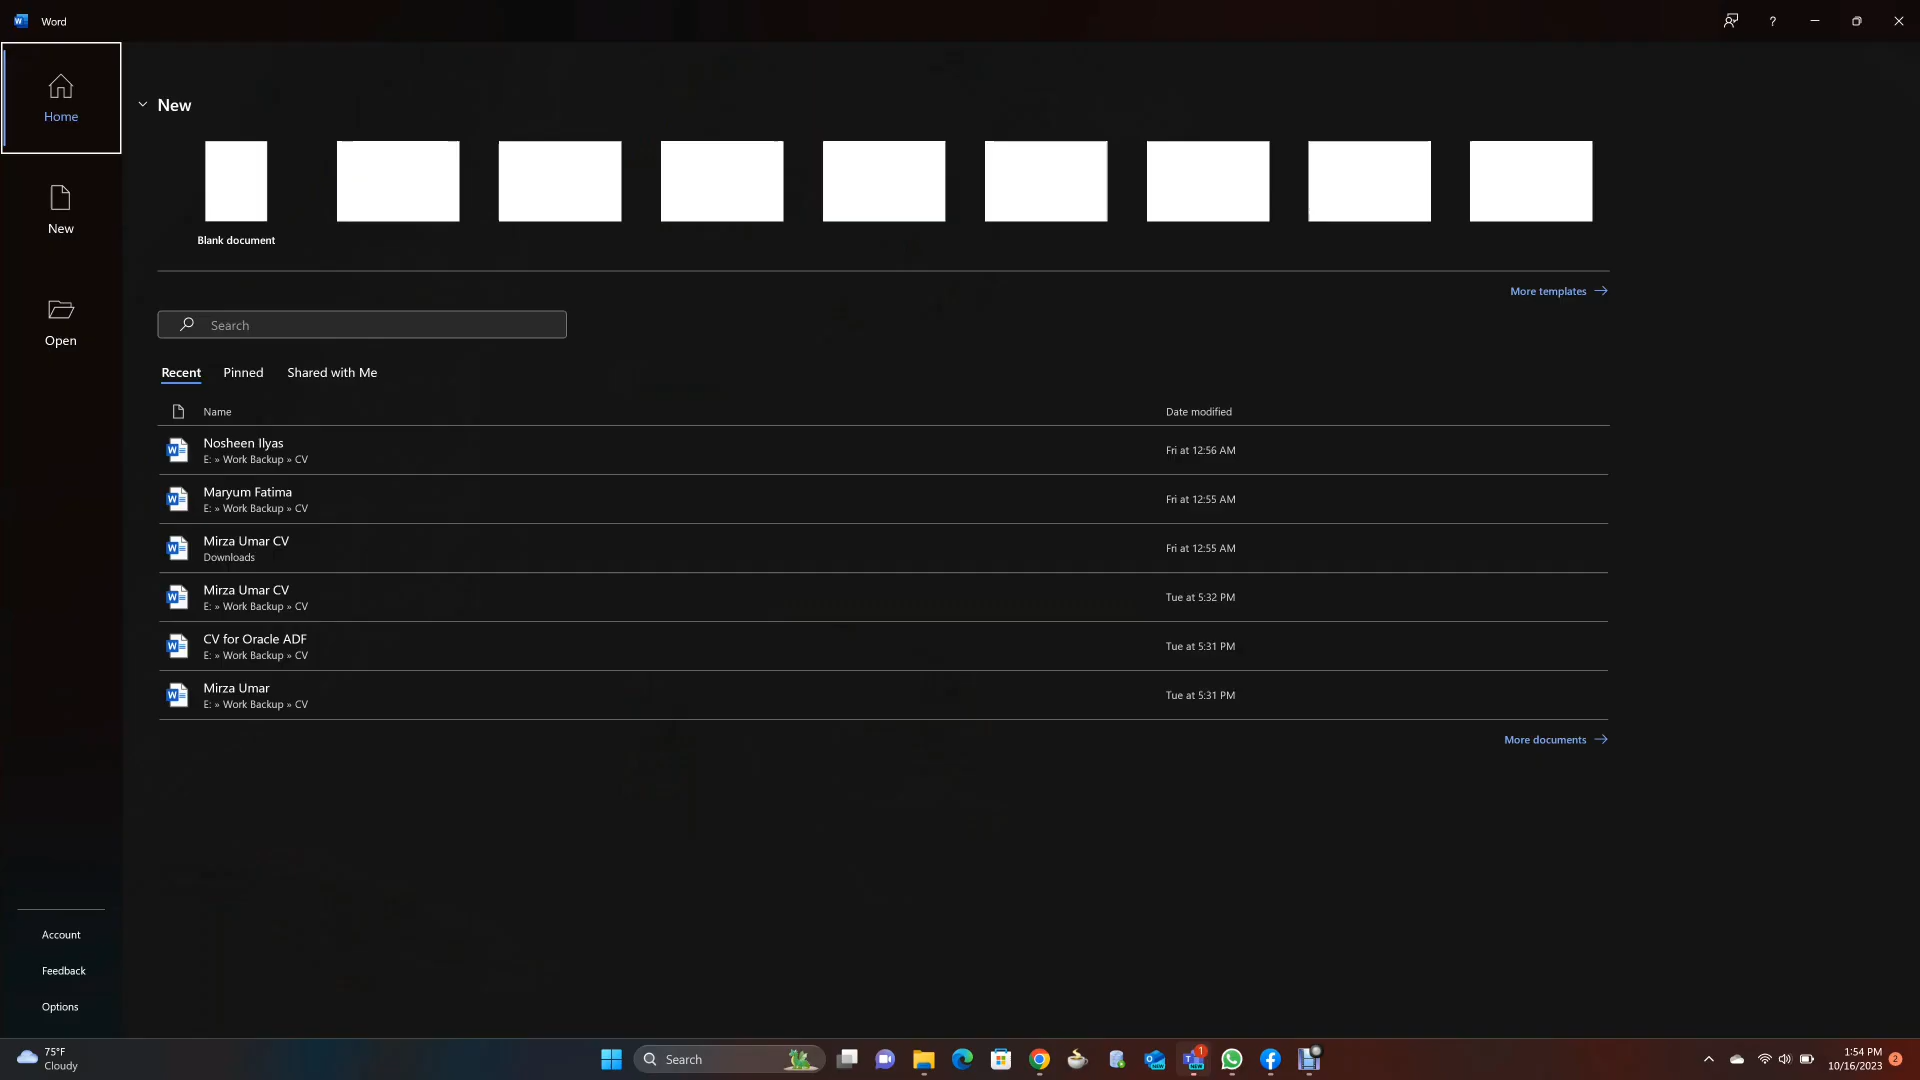 Word
?
Home
New
Blank document
New
More templates
Open
Search
Recent Pinned Shared with Me
Name Date modified
Nosheen Ilyas
E: » Work Backup » CV
Fri at 12:56 AM
Maryum Fatima
E: » Work Backup » CV
Fri at 12:55 AM
Mirza Umar CV
Downloads
Fri at 12:55 AM
Mirza Umar CV
E: » Work Backup » CV
Tue at 5:32 PM
CV for Oracle ADF
E: » Work Backup » CV
Tue at 5:31 PM
Mirza Umar
E: » Work Backup » CV
Tue at 5:31 PM
More documents
Account
Feedback
Options
75°F
Cloudy
Search
NEW
1
NEW
1:54 PM
10/16/2023
2